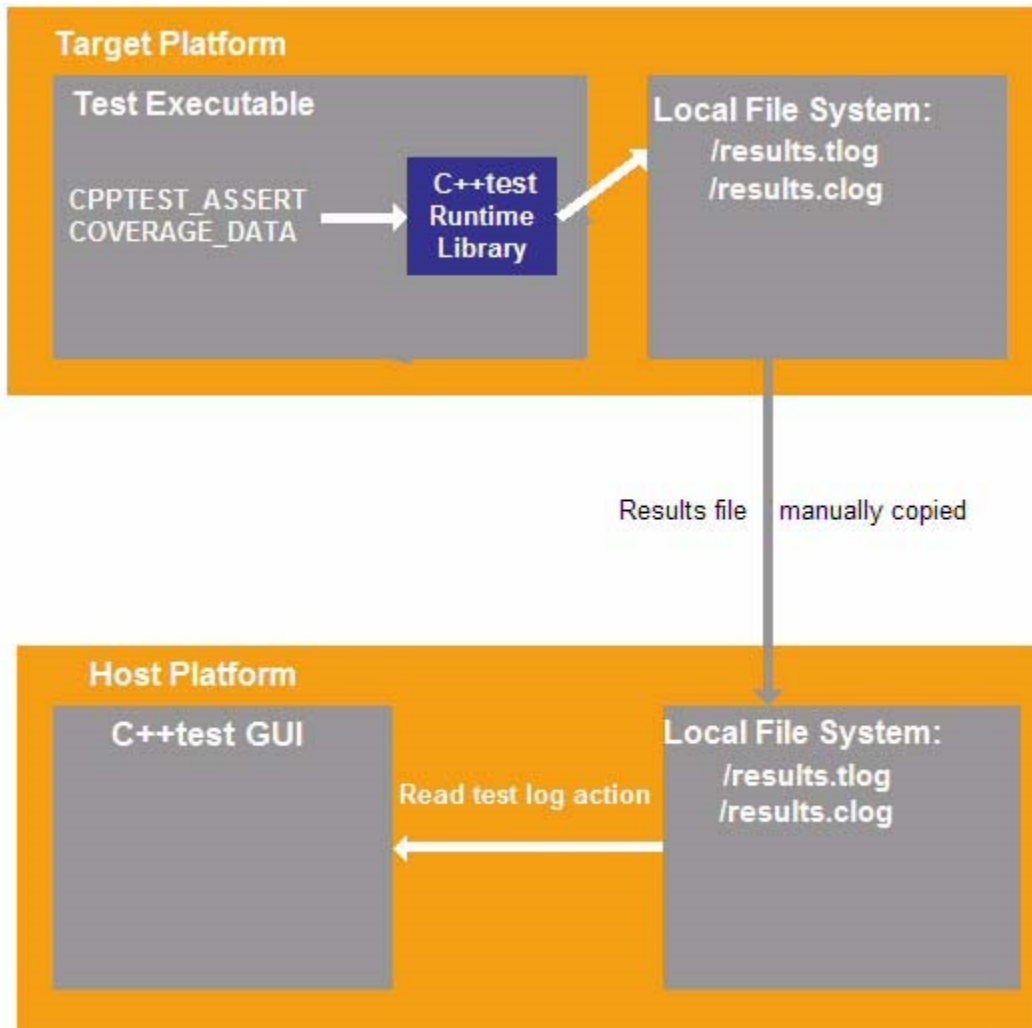 Target Platform
Test Executable
CPPTEST_ASSERT
COVERAGE_DATA
C++test
Runtime
Library
Local File System:
/results.tlog
/results.clog
Results file manually copied
Host Platform
C++test GUI
Read test log action
Local File System:
/results.tlog
/results.clog